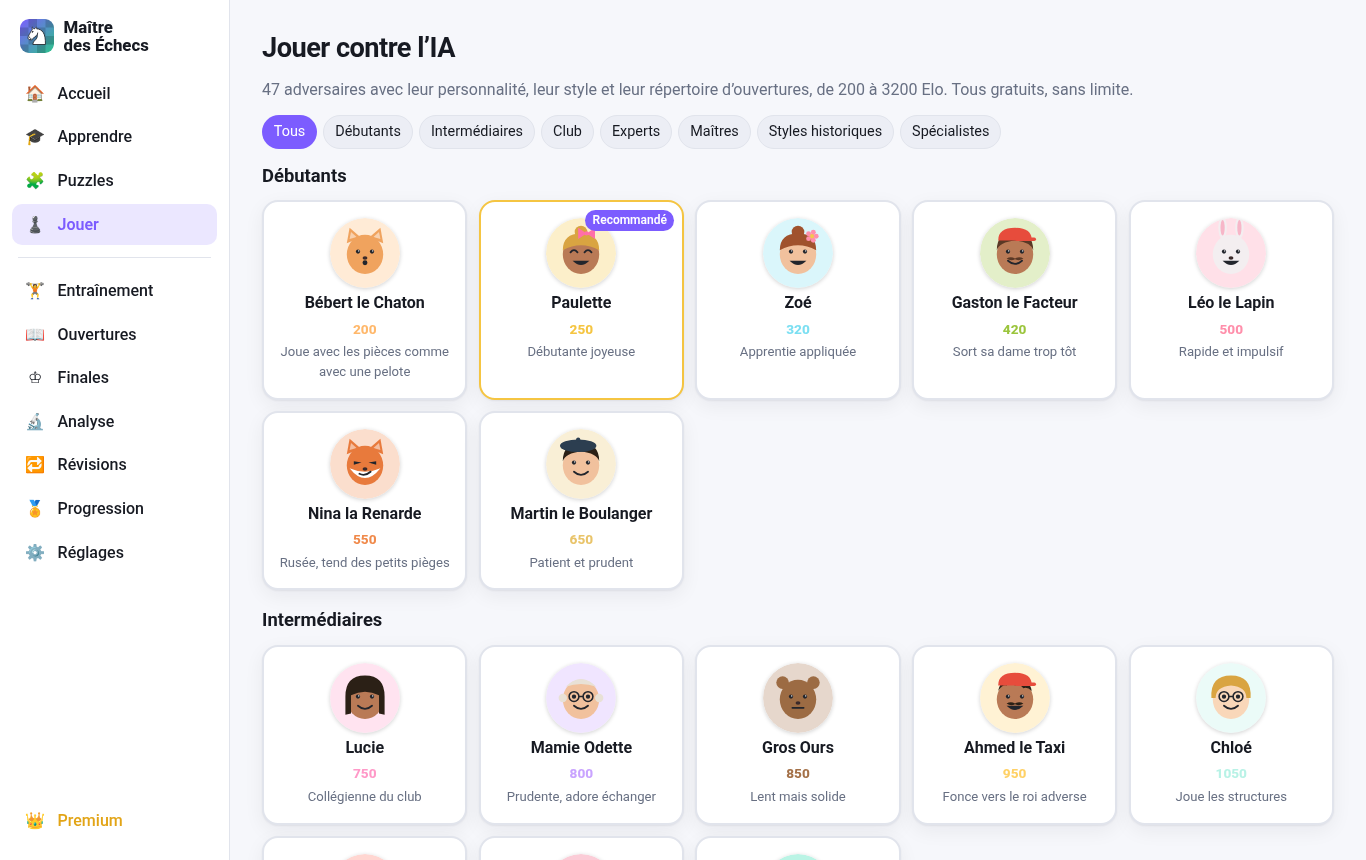 Maître
des Échecs
Accueil
Apprendre
Puzzles
Jouer
Entraînement
Ouvertures
Finales
Analyse
Révisions
Progression
Réglages
Premium
Jouer contre l’IA
47 adversaires avec leur personnalité, leur style et leur répertoire d’ouvertures, de 200 à 3200 Elo. Tous gratuits, sans limite.
Tous
Débutants
Intermédiaires
Club
Experts
Maîtres
Styles historiques
Spécialistes
Débutants
Bébert le Chaton
200
Joue avec les pièces comme
avec une pelote
Recommandé
Paulette
250
Débutante joyeuse
Zoé
320
Apprentie appliquée
Gaston le Facteur
420
Sort sa dame trop tôt
Léo le Lapin
500
Rapide et impulsif
Nina la Renarde
550
Rusée, tend des petits pièges
Martin le Boulanger
650
Patient et prudent
Intermédiaires
Lucie
750
Collégienne du club
Mamie Odette
800
Prudente, adore échanger
Gros Ours
850
Lent mais solide
Ahmed le Taxi
950
Fonce vers le roi adverse
Chloé
1050
Joue les structures